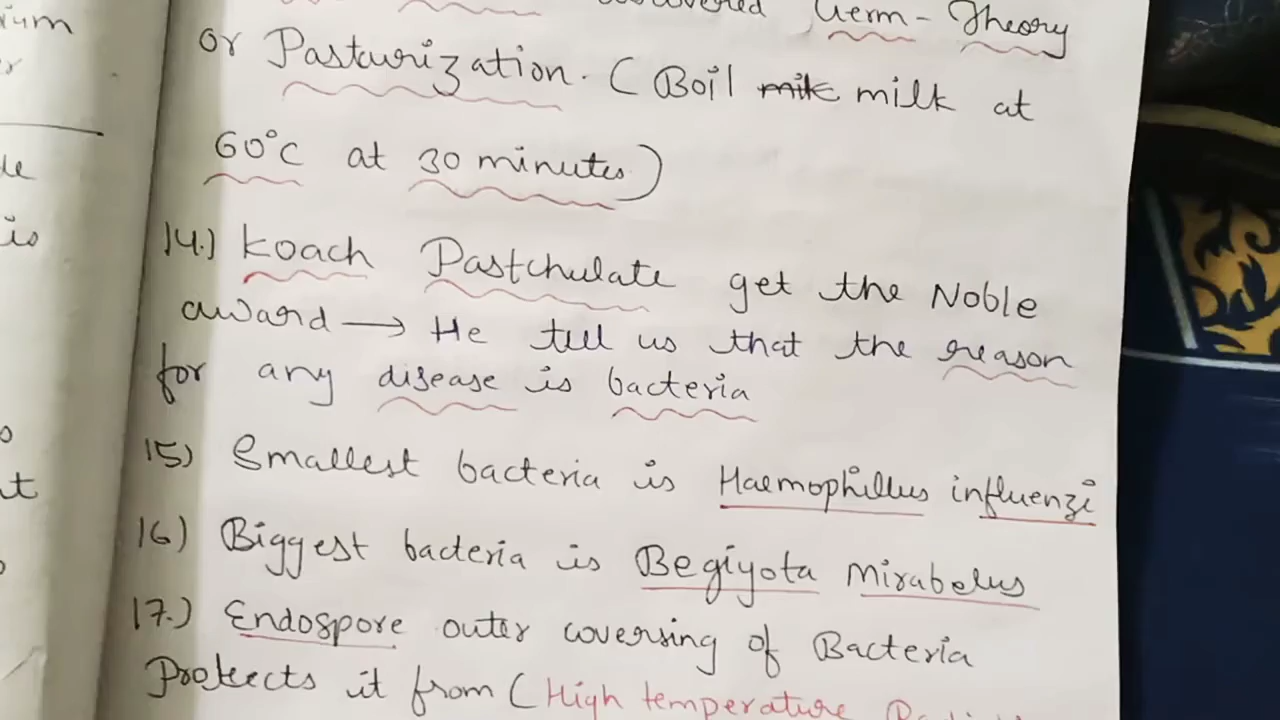 Germ-Theory
or Pasturization. (Boil mik milk at
60°C at 30 minutes)
14.) Koach Pastchulate get the Noble
award → He tell us that the reason
for any disease is bacteria
15) Smallest bacteria is Haemophillus influenzi
16) Biggest bacteria is Begiyota Mirabelus
17.) Endospore outer coversing of Bacteria
Protects it from (High temperature